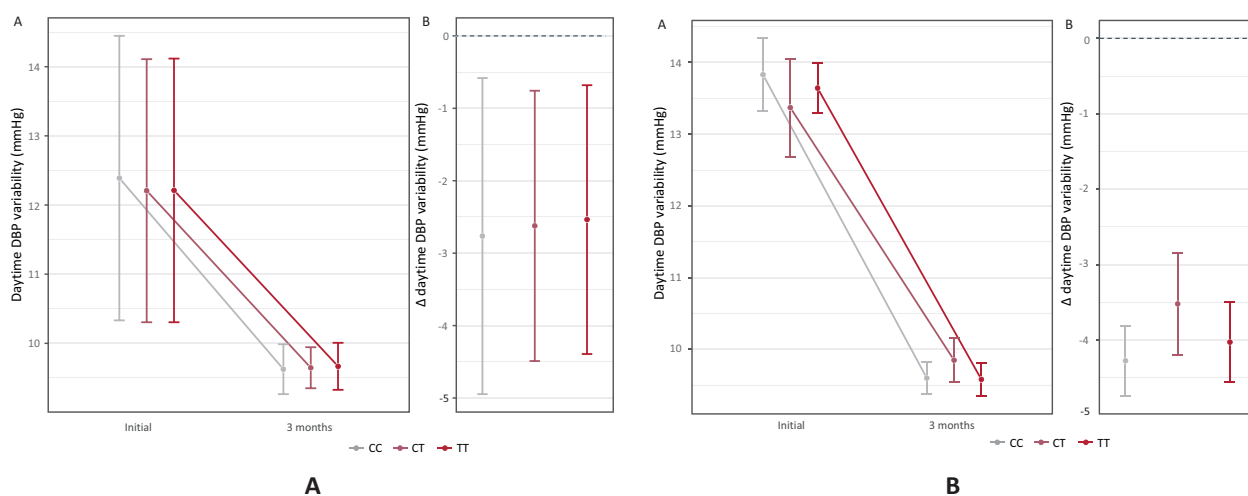 A
Daytime DBP variability (mmHg)
14
13
12
11
10
Initial
3 months
B
Δ daytime DBP variability (mmHg)
0
-1
-2
-3
-4
-5
CC CT TT
A
A
Daytime DBP variability (mmHg)
14
13
12
11
10
Initial
3 months
B
Δ daytime DBP variability (mmHg)
0
-1
-2
-3
-4
-5
CC CT TT
B